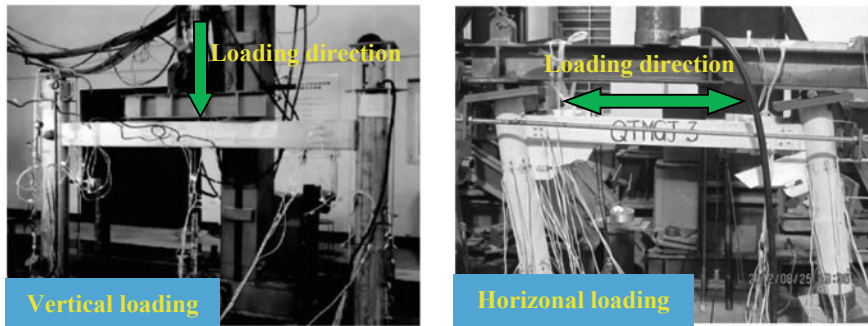 Loading direction
Vertical loading
Loading direction
QTMGJ 3
Horizonal loading